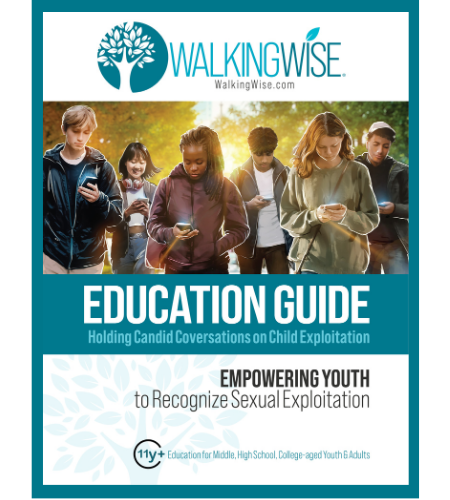 WALKINGWISE®
WalkingWise.com
EDUCATION GUIDE
Holding Candid Coversations on Child Exploitation
EMPOWERING YOUTH
to Recognize Sexual Exploitation
11y+ Education for Middle, High School, College-aged Youth & Adults